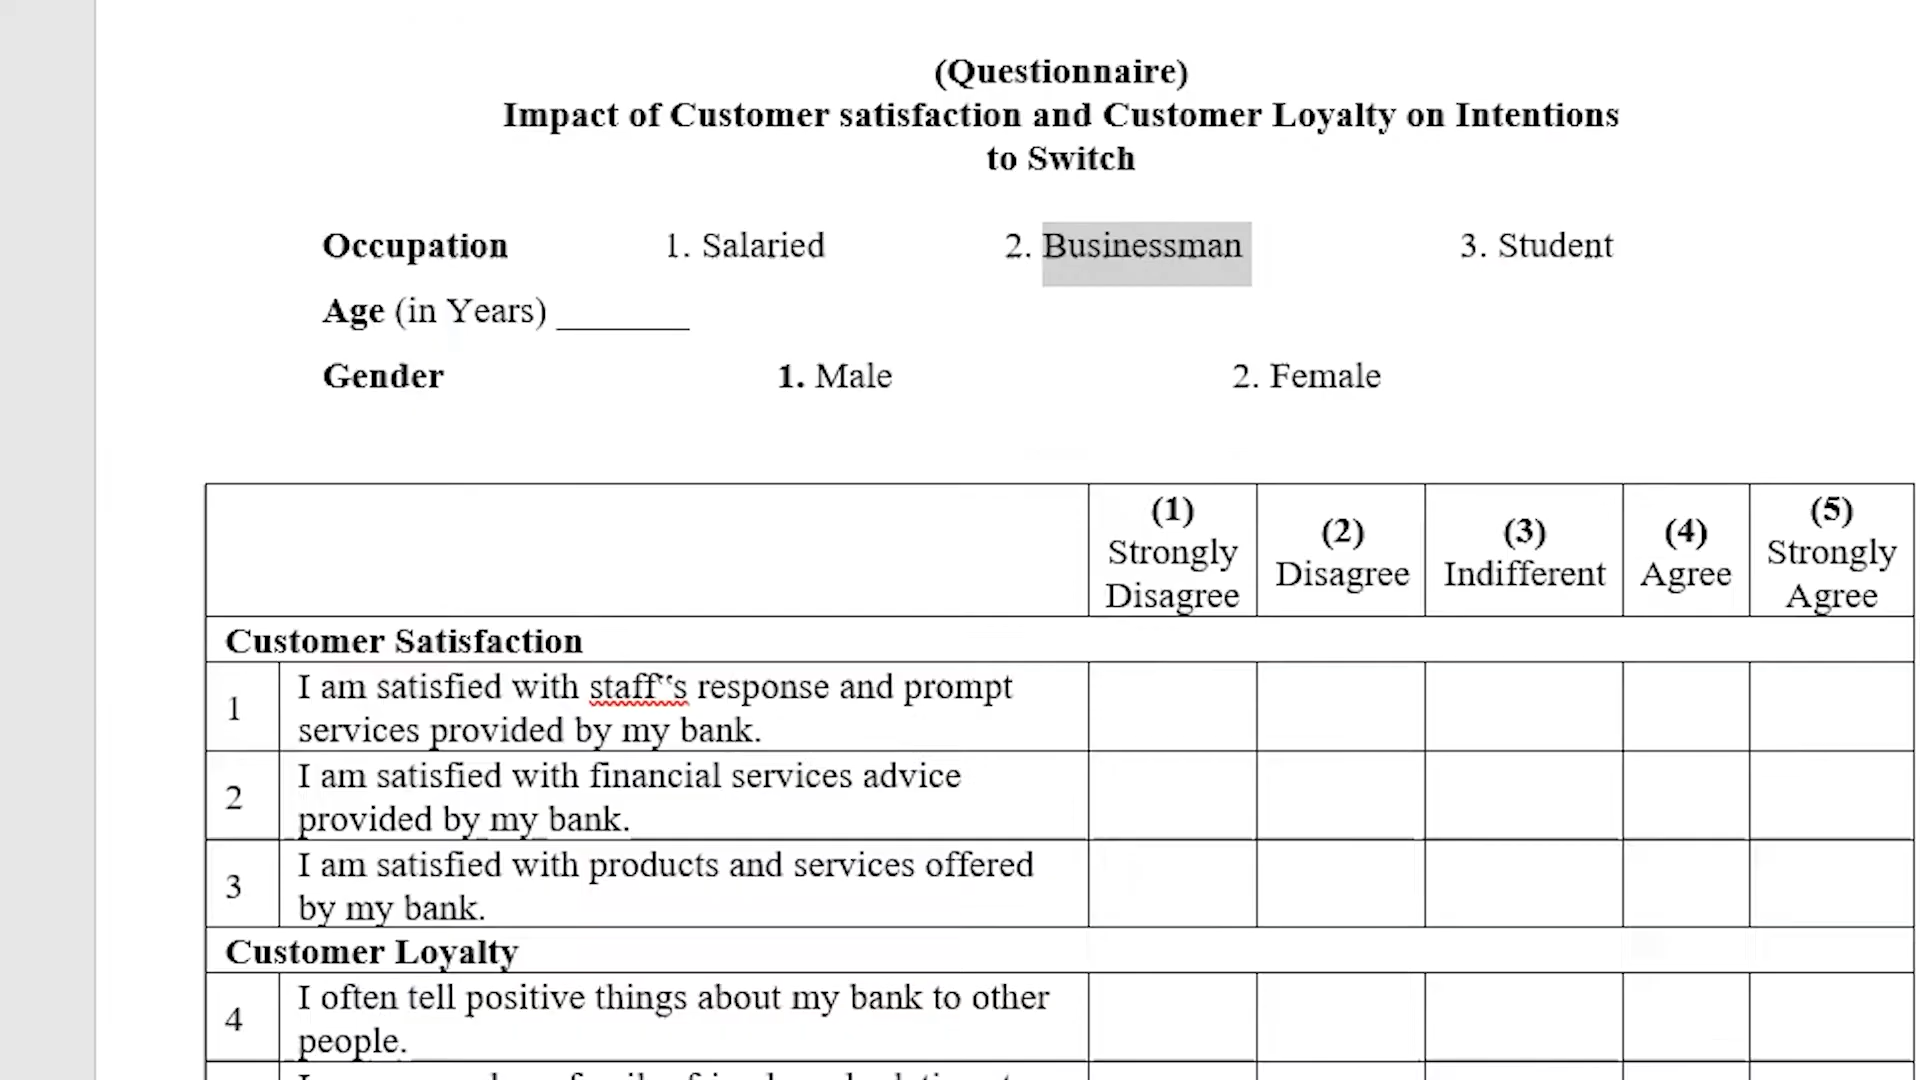 (Questionnaire)
Impact of Customer satisfaction and Customer Loyalty on Intentions
to Switch
Occupation 1. Salaried 2. Businessman 3. Student
Age (in Years) _______
Gender 1. Male 2. Female
(1) Strongly Disagree (2) Disagree (3) Indifferent (4) Agree (5) Strongly Agree
Customer Satisfaction
1 I am satisfied with staff“s response and prompt
services provided by my bank.
2 I am satisfied with financial services advice
provided by my bank.
3 I am satisfied with products and services offered
by my bank.
Customer Loyalty
4 I often tell positive things about my bank to other
people.